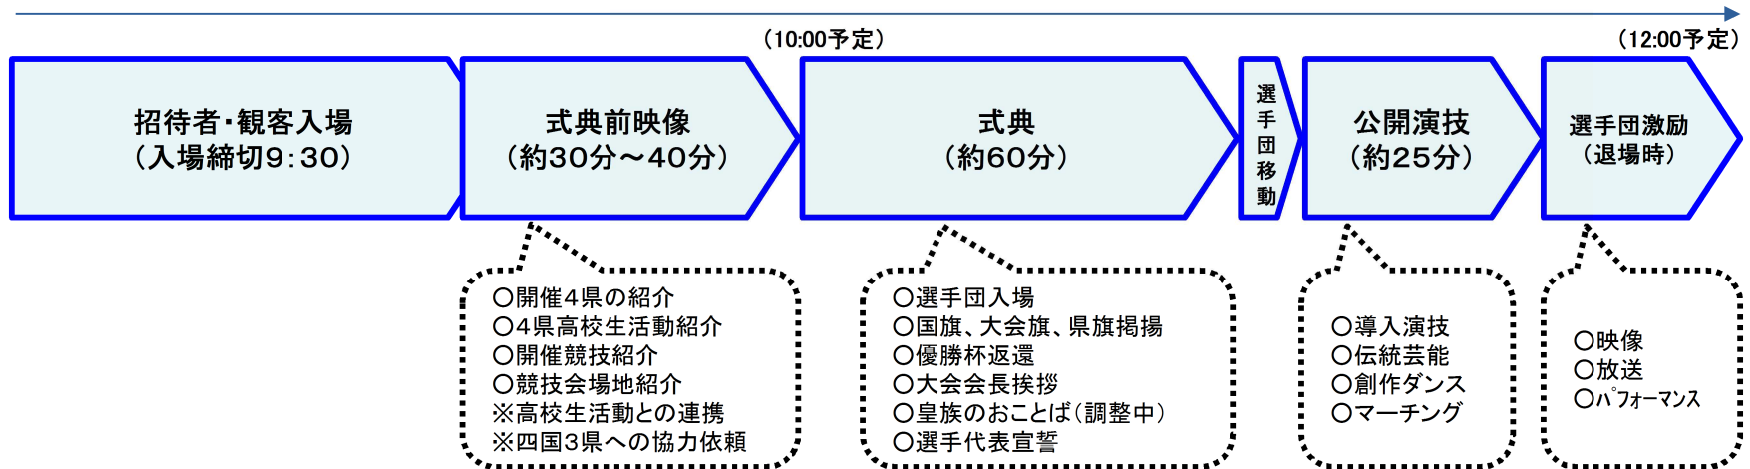 （10:00予定）
（12:00予定）
招待者・観客入場
（入場締切９：３０）
式典前映像
（約３０分～４０分）
式典
（約６０分）
選手団移動
公開演技
（約２５分）
選手団激励
（退場時）
○開催４県の紹介
○４県高校生活動紹介
○開催競技紹介
○競技会場地紹介
※高校生活動との連携
※四国３県への協力依頼
○選手団入場
○国旗、大会旗、県旗掲揚
○優勝杯返還
○大会会長挨拶
○皇族のおことば（調整中）
○選手代表宣誓
○導入演技
○伝統芸能
○創作ダンス
○マーチング
○映像
○放送
○ﾊﾟﾌｫｰﾏﾝｽ